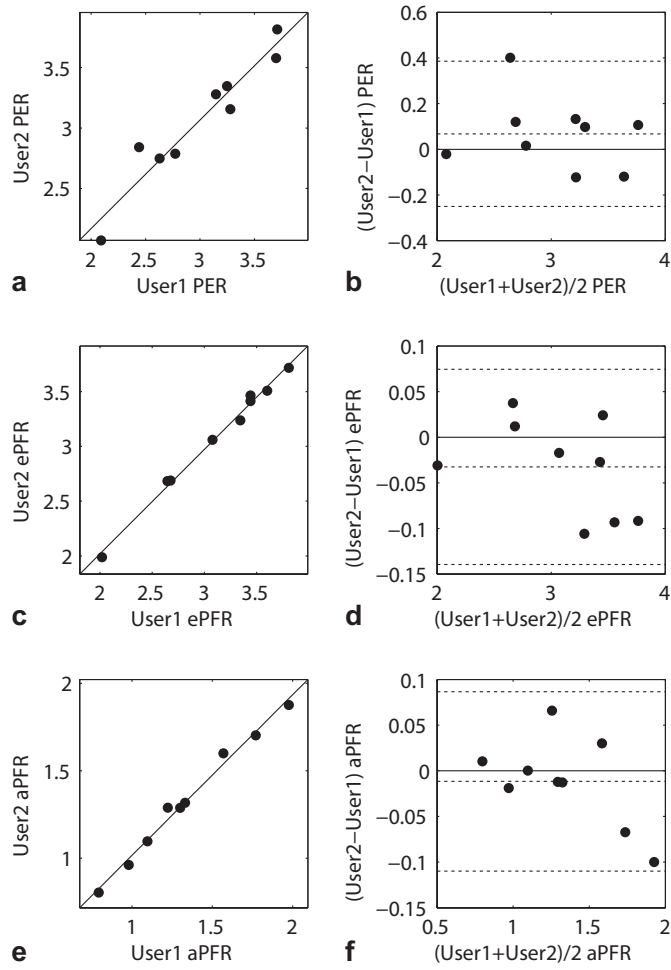 3.5
3
2.5
User2 PER
2
2.5
3
3.5
User1 PER
a
0.6
0.4
0.2
0
−0.2
−0.4
(User2−User1) PER
2
3
4
(User1+User2)/2 PER
b
3.5
3
2.5
2
User2 ePFR
2
2.5
3
3.5
User1 ePFR
c
0.1
0.05
0
−0.05
−0.1
−0.15
(User2−User1) ePFR
2
3
4
(User1+User2)/2 ePFR
d
2
1.5
1
User2 aPFR
1
1.5
2
User1 aPFR
e
0.1
0.05
0
−0.05
−0.1
−0.15
(User2−User1) aPFR
0.5
1
1.5
2
(User1+User2)/2 aPFR
f